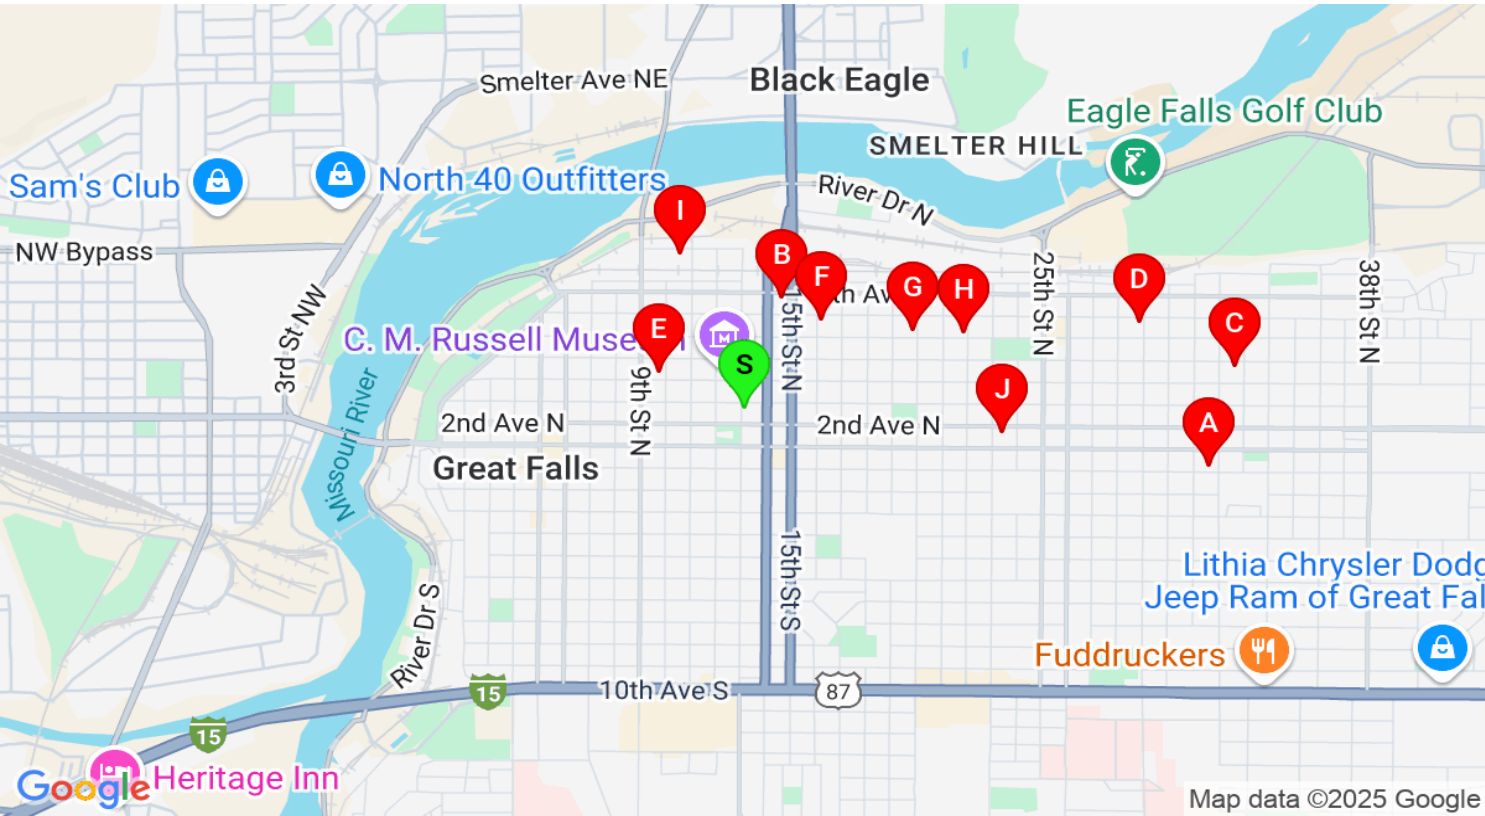 Smelter Ave NE
Black Eagle
Eagle Falls Golf Club
SMELTER HILL
Sam's Club
North 40 Outfitters
River Dr N
I
NW Bypass
B
F
G
H
D
C
E
S
J
A
th Av
15th St N
25th St N
38th St N
3rd St NW
C. M. Russell Muse
9th St N
2nd Ave N
2nd Ave N
Missouri River
Great Falls
15th St S
River Dr S
Lithia Chrysler Dodg
Jeep Ram of Great Fal
Fuddruckers
15
10th Ave S
87
15
Heritage Inn
Google
Map data ©2025 Google